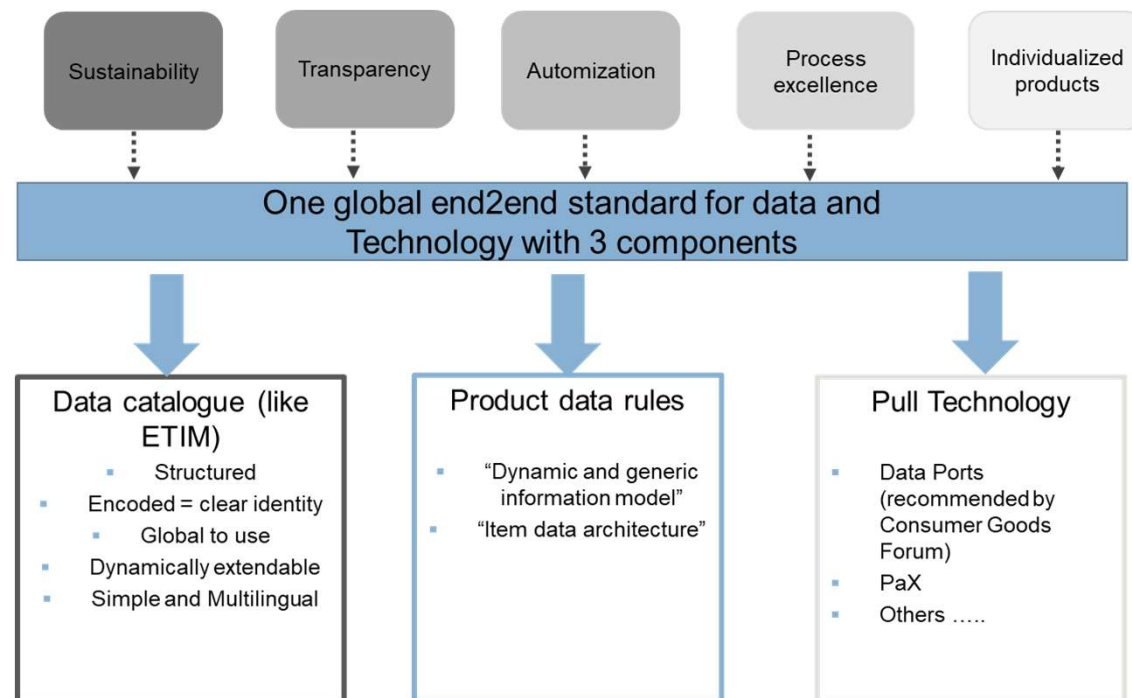 Sustainability
Transparency
Automization
Process
excellence
Individualized
products
One global end2end standard for data and
Technology with 3 components
Data catalogue (like
ETIM)
▪ Structured
▪ Encoded = clear identity
▪ Global to use
▪ Dynamically extendable
▪ Simple and Multilingual
Product data rules
▪ “Dynamic and generic
information model”
▪ “Item data architecture”
Pull Technology
▪ Data Ports
(recommended by
Consumer Goods
Forum)
▪ PaX
▪ Others …..